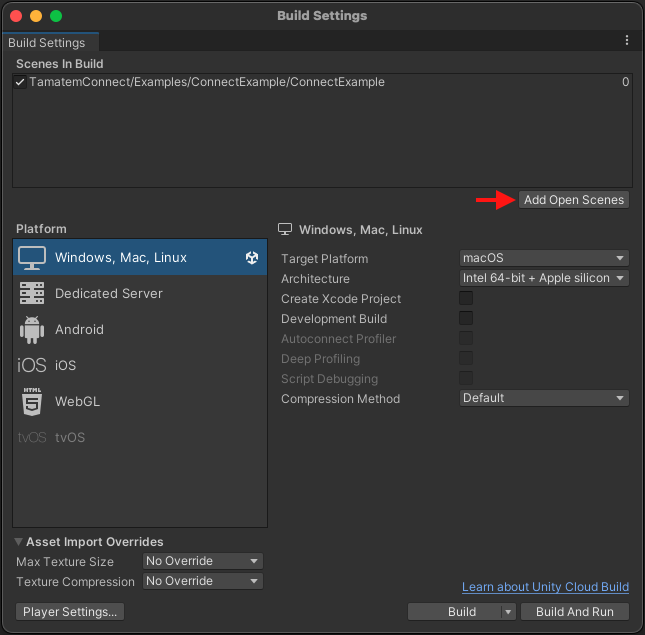 Build Settings
Build Settings
Scenes In Build
TamatemConnect/Examples/ConnectExample/ConnectExample 0
Add Open Scenes
Platform
Windows, Mac, Linux
Dedicated Server
Android
iOS iOS
HTML
5 WebGL
tvOS tvOS
Windows, Mac, Linux
Target Platform macOS
Architecture Intel 64-bit + Apple silicon
Create Xcode Project
Development Build
Autoconnect Profiler
Deep Profiling
Script Debugging
Compression Method Default
Asset Import Overrides
Max Texture Size No Override
Texture Compression No Override
Learn about Unity Cloud Build
Player Settings... Build Build And Run